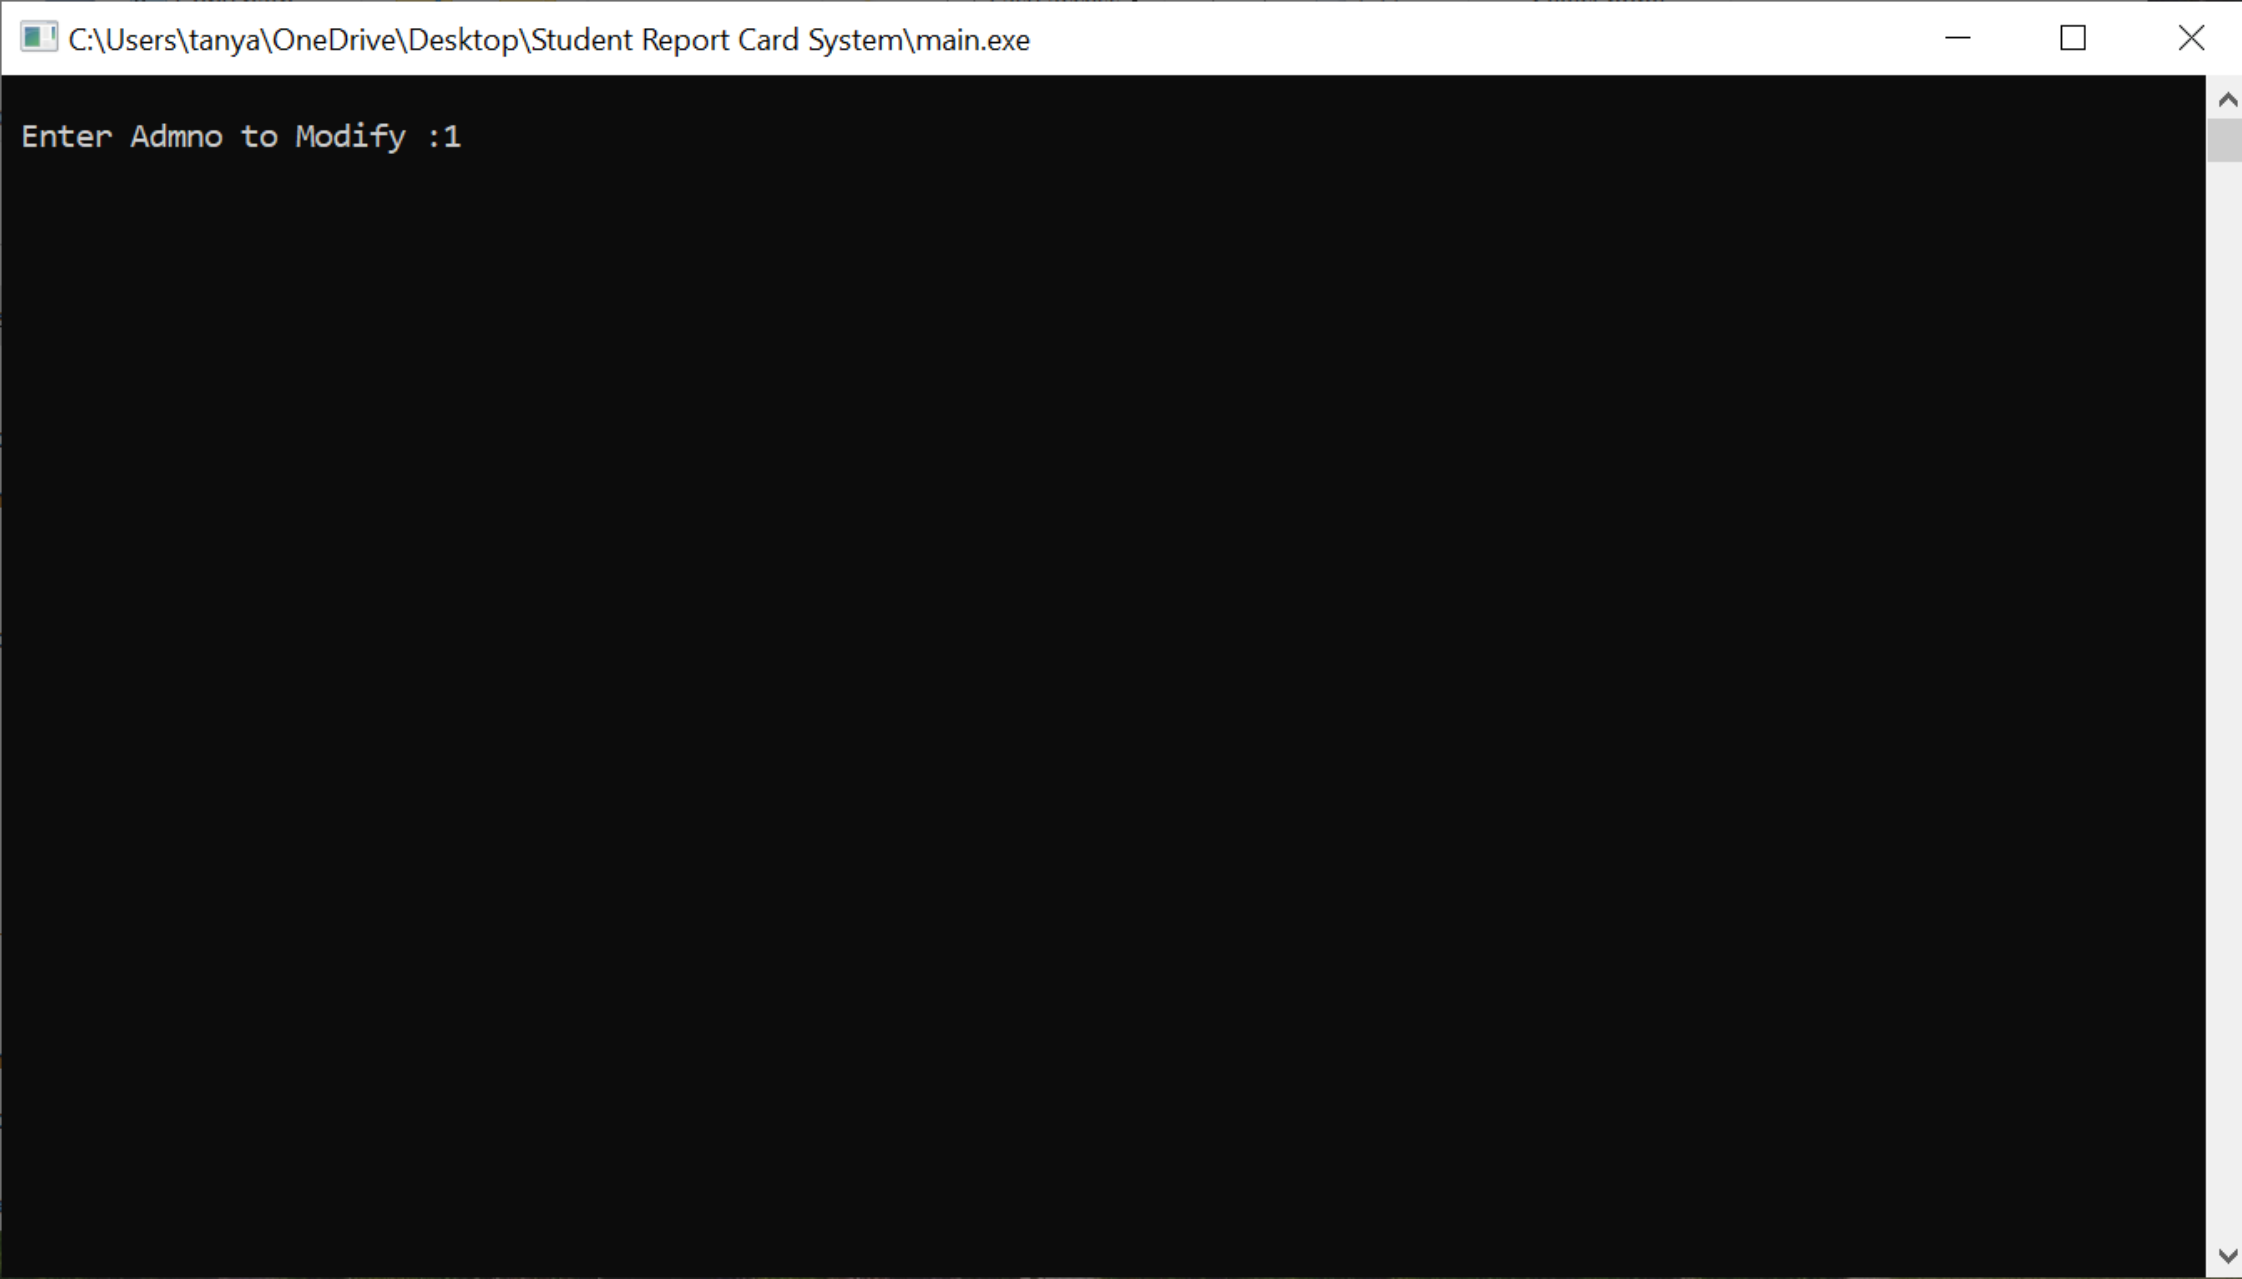 C:\Users\tanya\OneDrive\Desktop\Student Report Card System\main.exe
Enter Admno to Modify :1